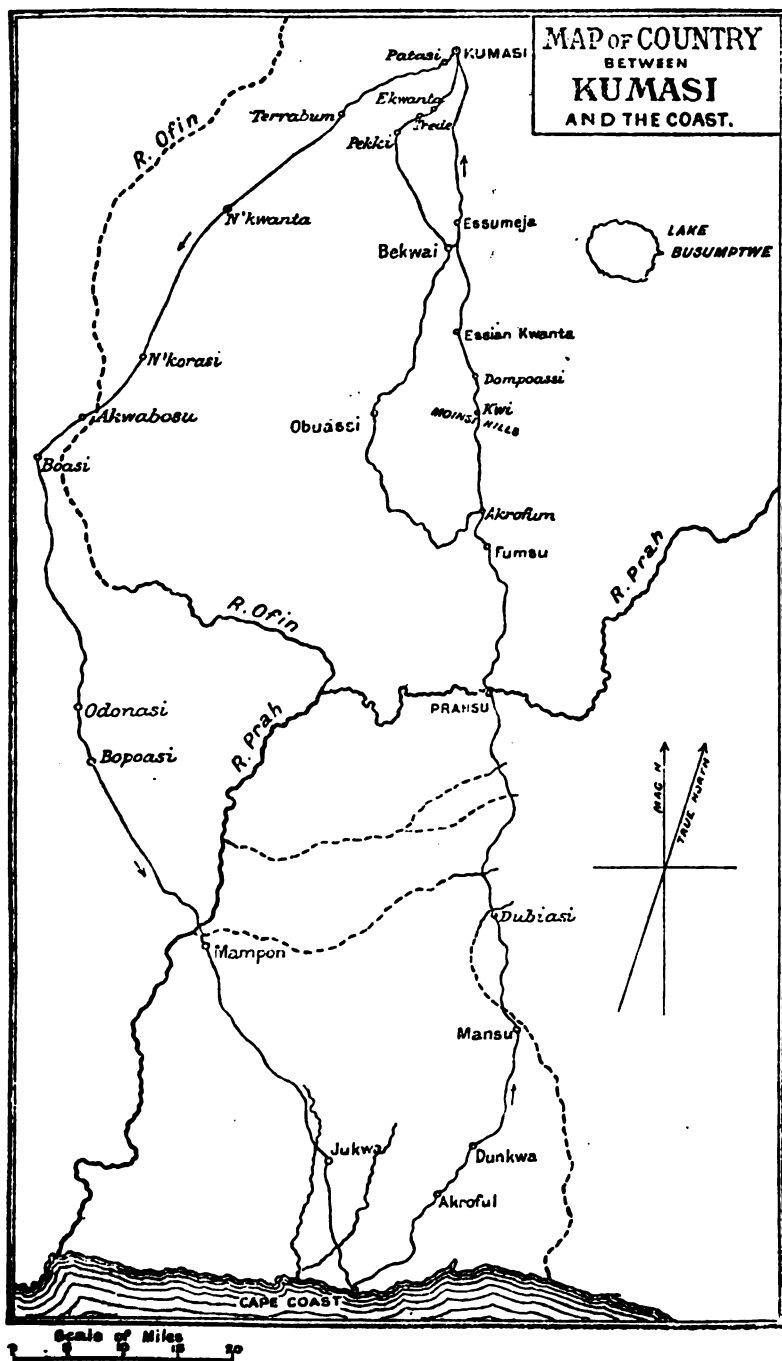 MAP OF COUNTRY
BETWEEN
KUMASI
AND THE COAST.
Patasi
KUMASI
Ekwanta
Terrabum
Trede
Pekki
R. Ofin
N'kwanta
Essumeja
LAKE
BUSUMPTWE
Bekwai
Essian Kwanta
N'korasi
Dompoassi
Akwabosu
Obuassi
MOINSI HILLS
Kwi
Boasi
Akrofum
Fumsu
R. Prah
R. Ofin
PRAHSU
Odonasi
R. Prah
Bopoasi
MAG N
TRUE NORTH
Dubiasi
Mampon
Mansu
Jukwa
Dunkwa
Akroful
CAPE COAST
Scale of Miles
10
15
20